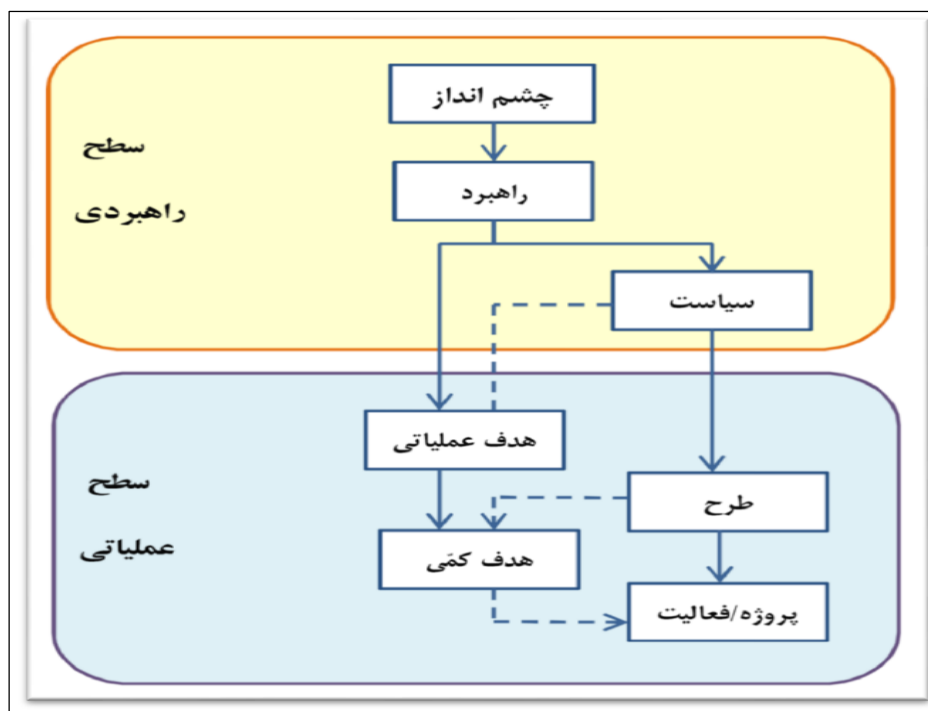 چشم انداز
سطح
راهبردی
راهبرد
سیاست
هدف عملیاتی
سطح
عملیاتی
طرح
هدف کمّی
پروژه/فعالیت